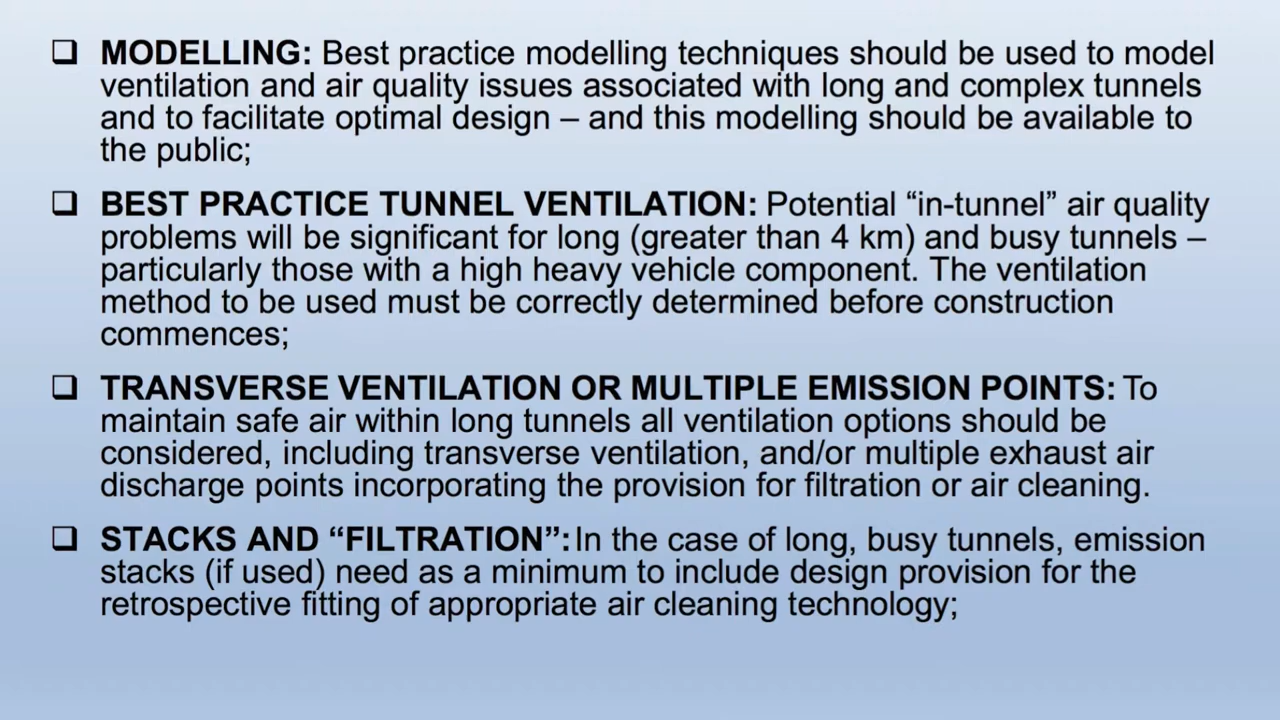 ❑ MODELLING: Best practice modelling techniques should be used to model
ventilation and air quality issues associated with long and complex tunnels
and to facilitate optimal design – and this modelling should be available to
the public;
❑ BEST PRACTICE TUNNEL VENTILATION: Potential “in-tunnel” air quality
problems will be significant for long (greater than 4 km) and busy tunnels –
particularly those with a high heavy vehicle component. The ventilation
method to be used must be correctly determined before construction
commences;
❑ TRANSVERSE VENTILATION OR MULTIPLE EMISSION POINTS: To
maintain safe air within long tunnels all ventilation options should be
considered, including transverse ventilation, and/or multiple exhaust air
discharge points incorporating the provision for filtration or air cleaning.
❑ STACKS AND “FILTRATION”: In the case of long, busy tunnels, emission
stacks (if used) need as a minimum to include design provision for the
retrospective fitting of appropriate air cleaning technology;